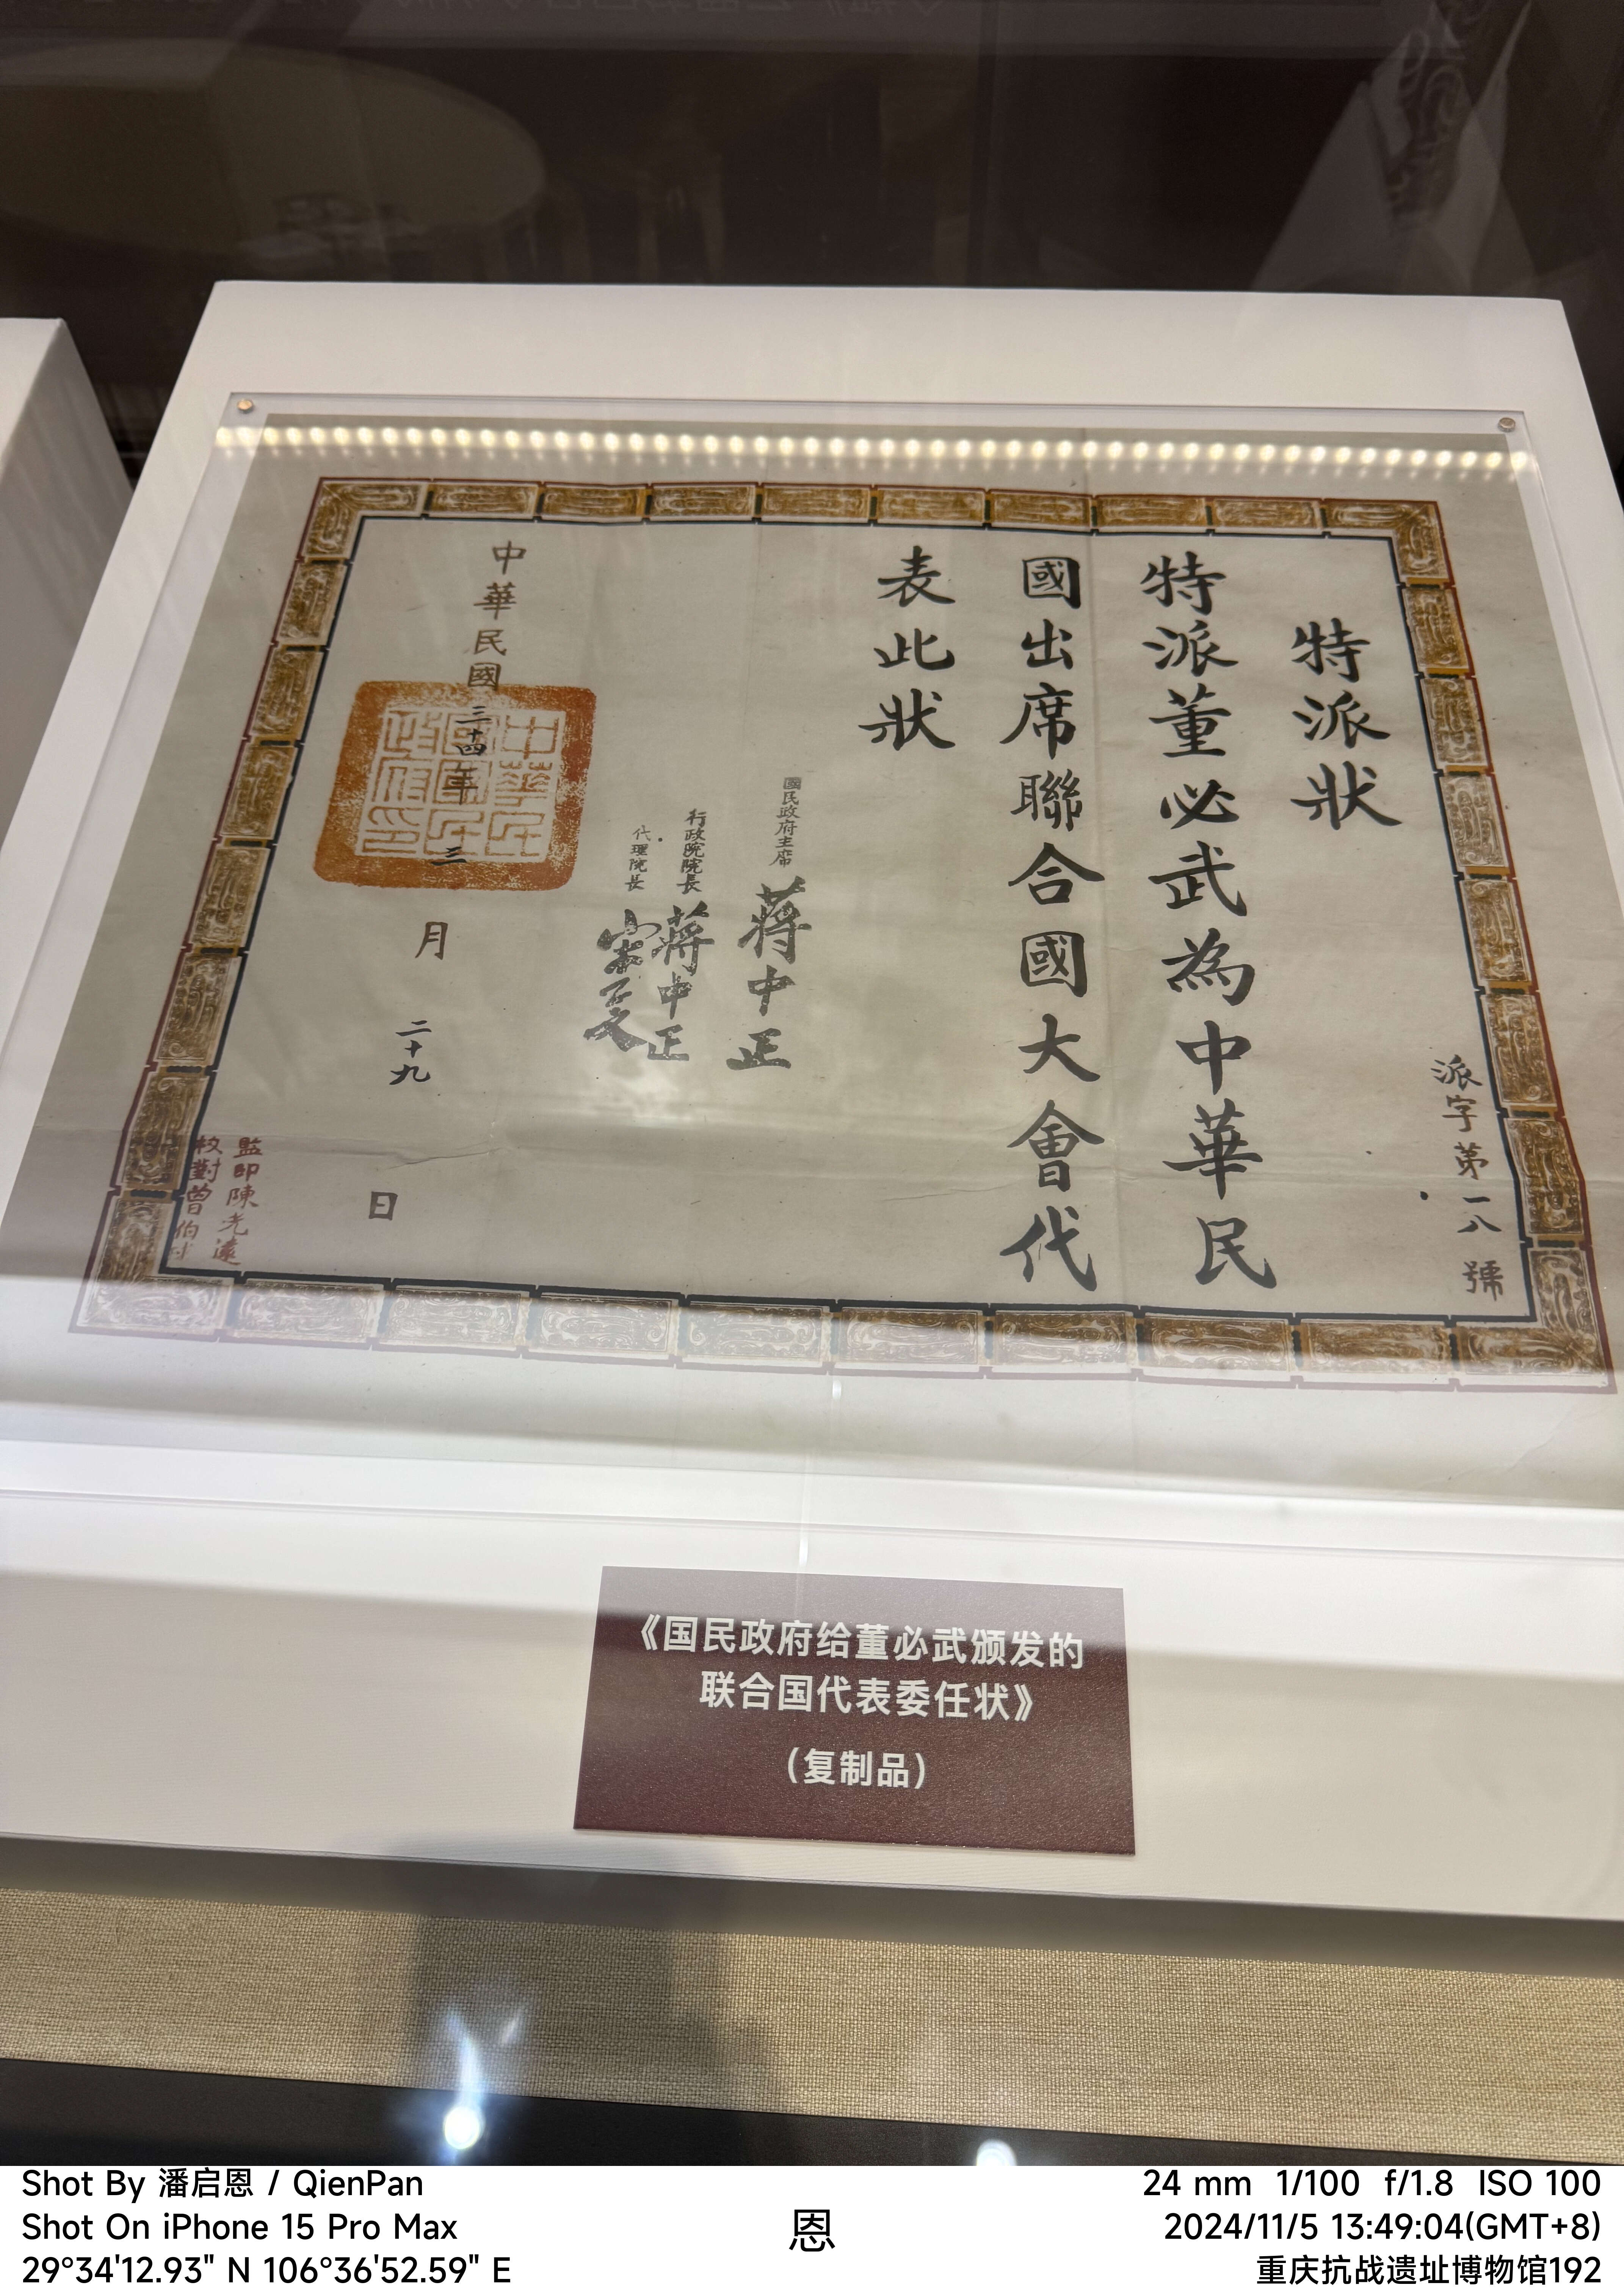 派字第一八號
特派狀
特派董必武為中華民
國出席聯合國大會代
表此狀
國民政府主席 蔣中正
行政院院長 蔣中正
代理院長 宋子文
中華民國三十四年三月二十九日
中華民國國民政府印
監印陳光遠
校對曾伯
《国民政府给董必武颁发的
联合国代表委任状》
（复制品）
Shot By 潘启恩 / QienPan
Shot On iPhone 15 Pro Max
29°34'12.93" N 106°36'52.59" E
恩
24 mm 1/100 f/1.8 ISO 100
2024/11/5 13:49:04(GMT+8)
重庆抗战遗址博物馆192